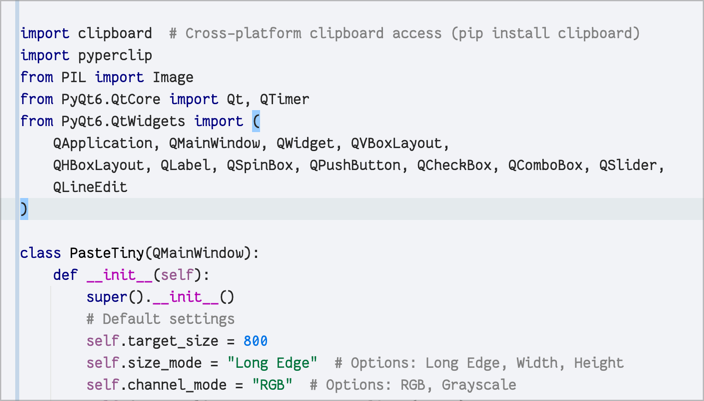 import clipboard  # Cross-platform clipboard access (pip install clipboard)
import pyperclip
from PIL import Image
from PyQt6.QtCore import Qt, QTimer
from PyQt6.QtWidgets import (
    QApplication, QMainWindow, QWidget, QVBoxLayout,
    QHBoxLayout, QLabel, QSpinBox, QPushButton, QCheckBox, QComboBox, QSlider,
    QLineEdit
)
class PasteTiny(QMainWindow):
    def __init__(self):
        super().__init__()
        # Default settings
        self.target_size = 800
        self.size_mode = "Long Edge"  # Options: Long Edge, Width, Height
        self.channel_mode = "RGB"  # Options: RGB, Grayscale